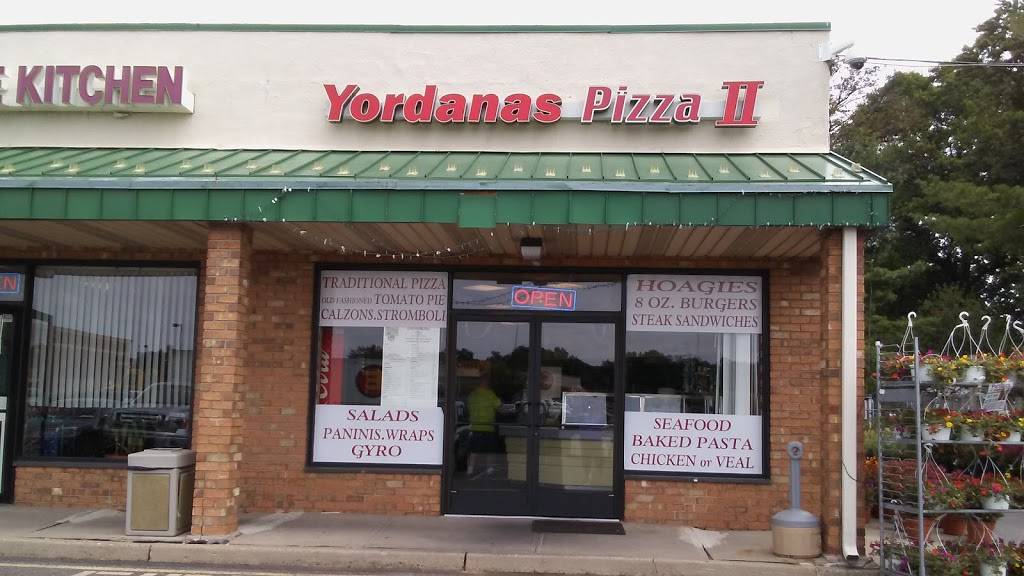 KITCHEN
Yordanas Pizza II
TRADITIONAL PIZZA
OLD FASHIONED TOMATO PIE
CALZONS.STROMBOLI
OPEN
HOAGIES
8 OZ. BURGERS
STEAK SANDWICHES
SALADS
PANINIS.WRAPS
GYRO
SEAFOOD
BAKED PASTA
CHICKEN or VEAL